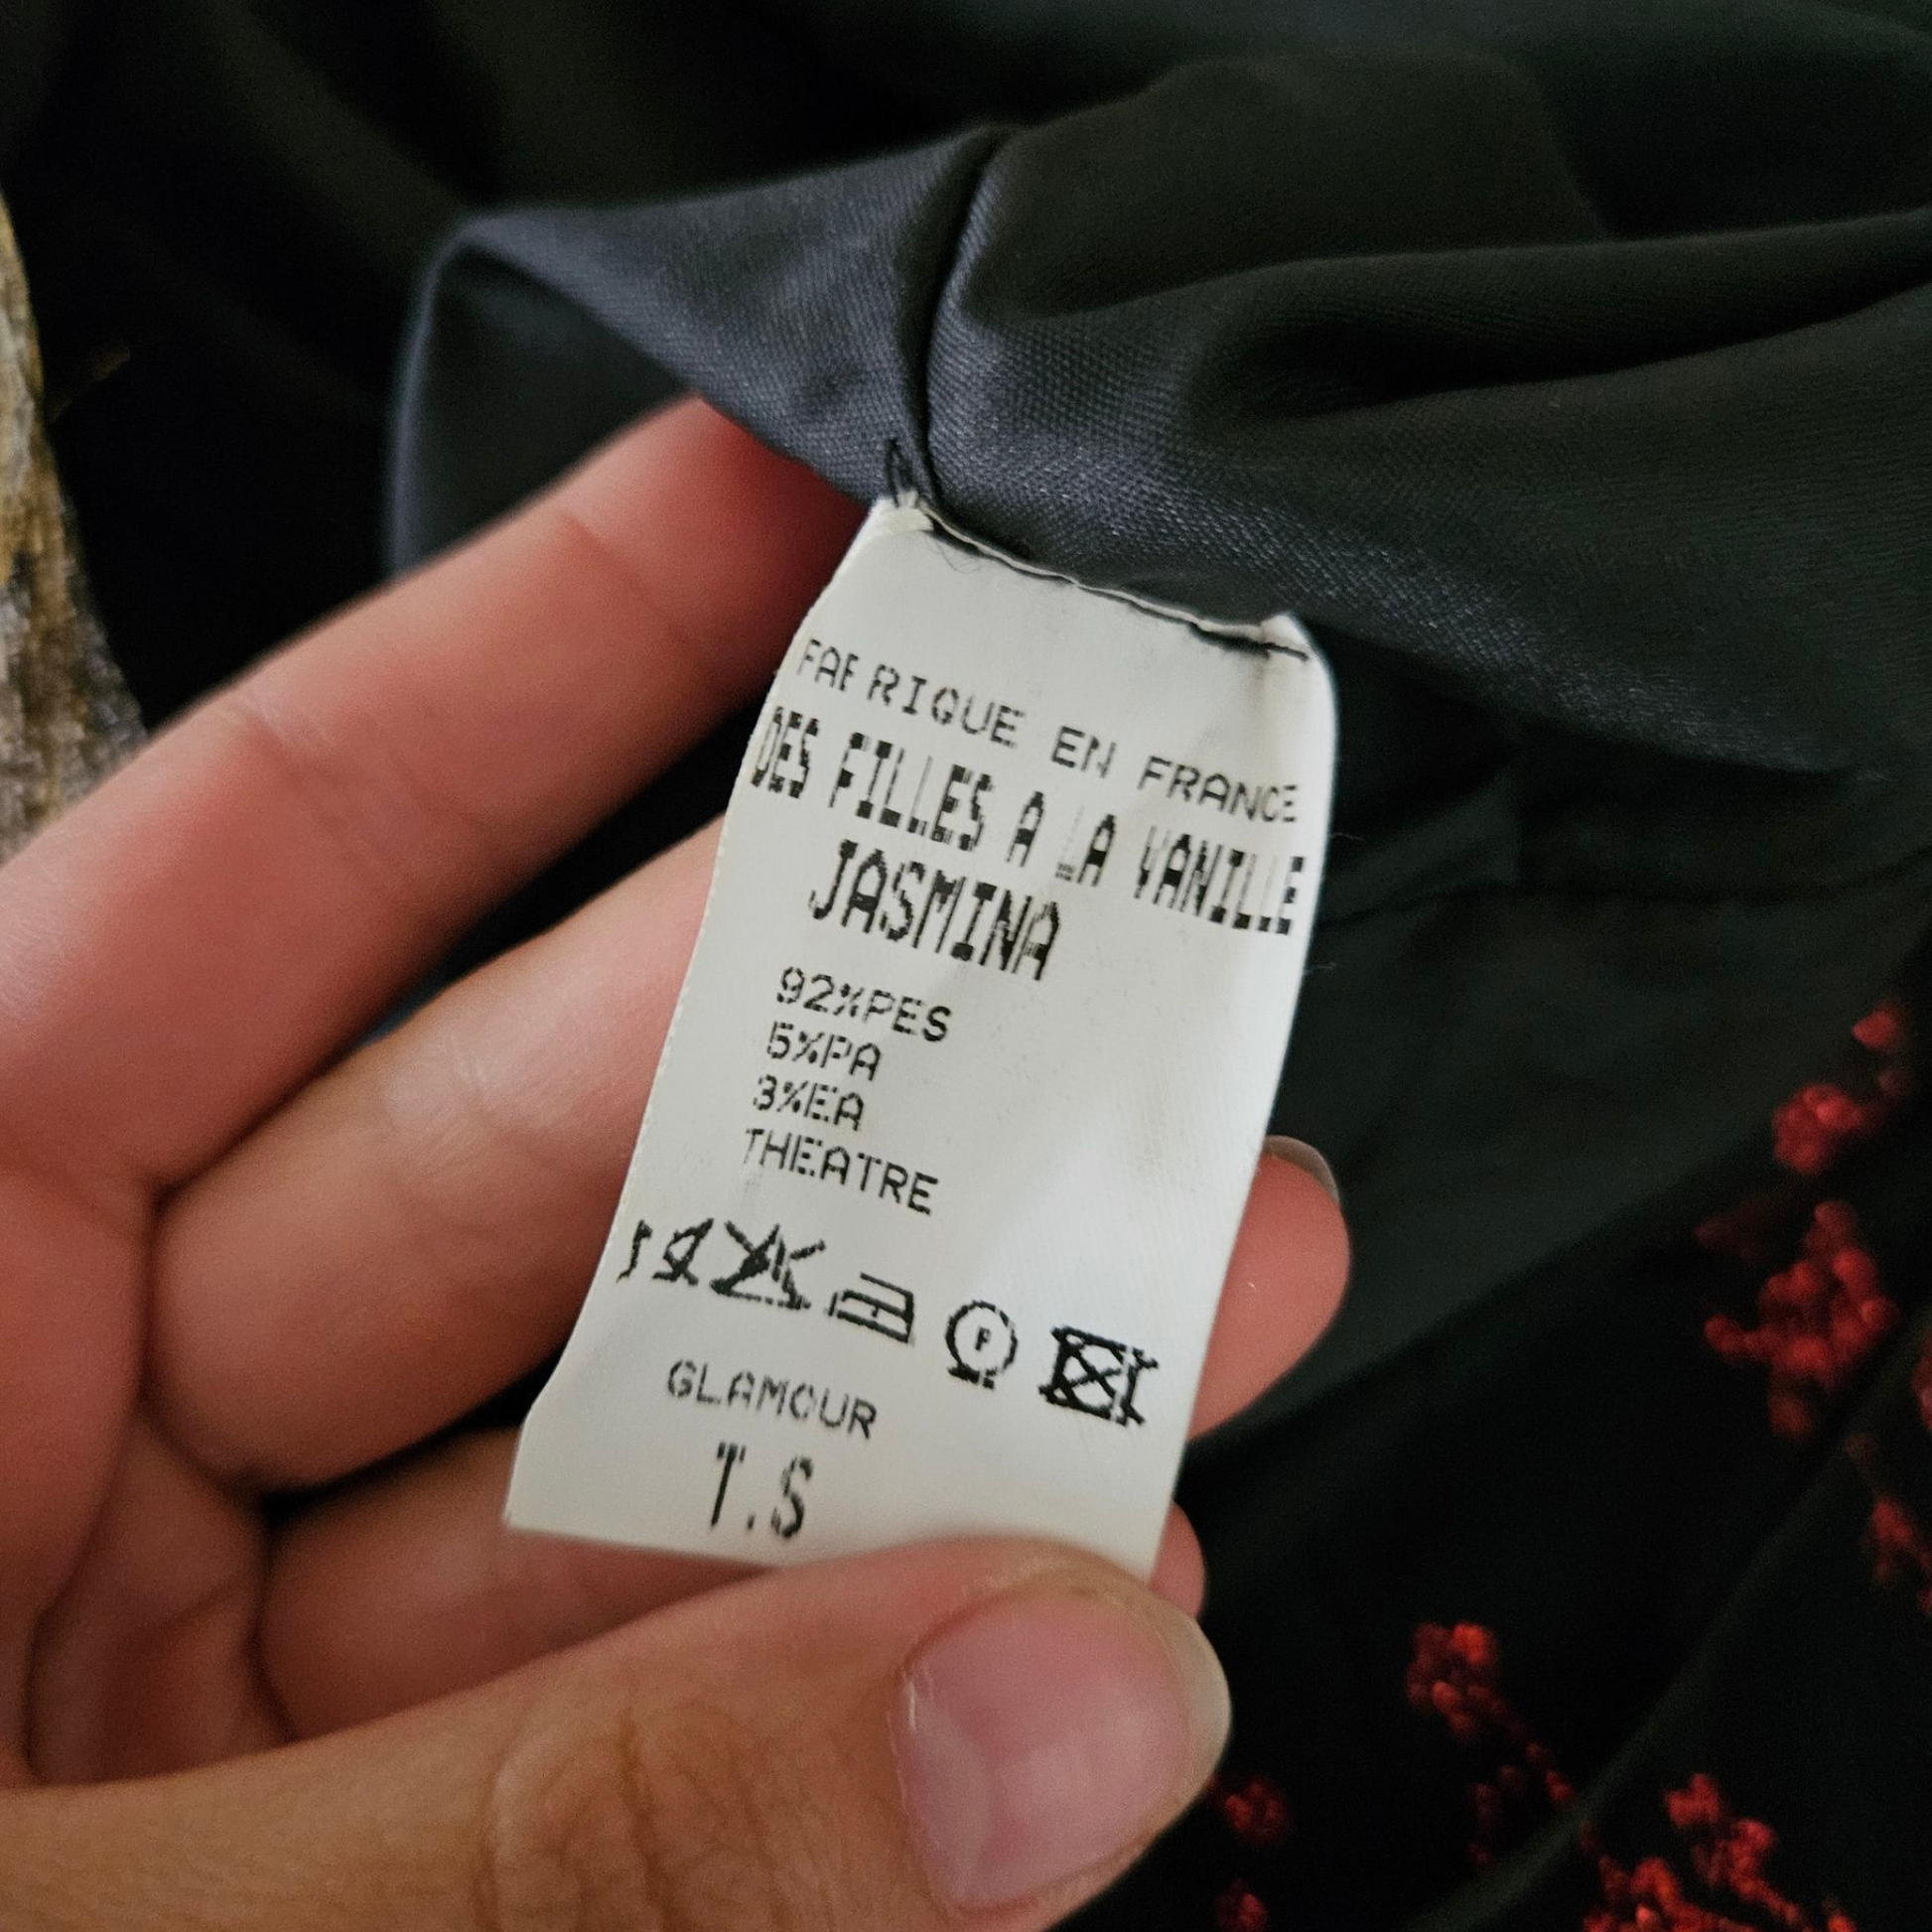 FABRIQUE EN FRANCE
DES FILLES A LA VANILLE
JASMINA
92%PES
5%PA
3%EA
THEATRE
P
GLAMOUR
T.S